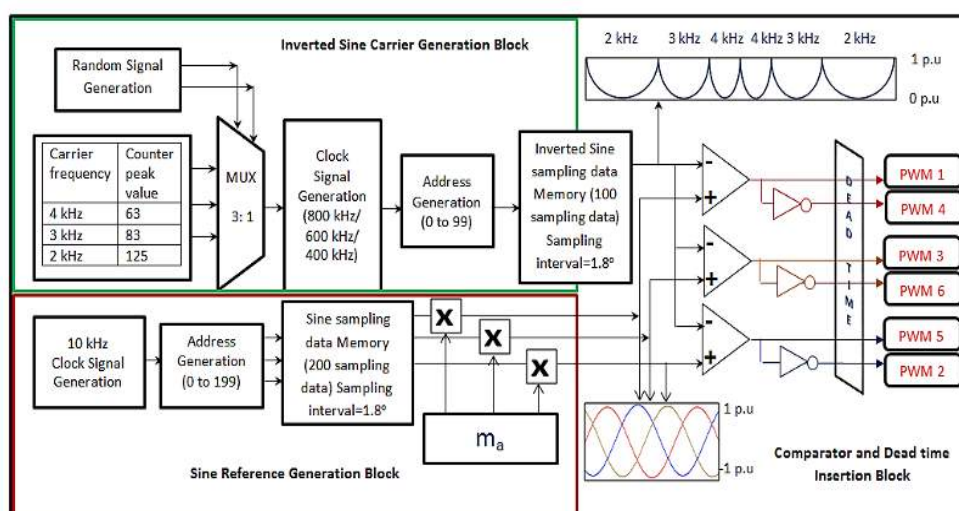 Inverted Sine Carrier Generation Block
Random Signal
Generation
Carrier
frequency
Counter
peak
value
4 kHz
63
3 kHz
83
2 kHz
125
MUX
3: 1
Clock
Signal
Generation
(800 kHz/
600 kHz/
400 kHz)
Address
Generation
(0 to 99)
Inverted Sine
sampling data
Memory (100
sampling data)
Sampling
interval=1.8º
2 kHz
3 kHz
4 kHz
4 kHz
3 kHz
2 kHz
1 p.u
0 p.u
-
+
-
+
-
+
DEAD TIME
PWM 1
PWM 4
PWM 3
PWM 6
PWM 5
PWM 2
10 kHz
Clock Signal
Generation
Address
Generation
(0 to 199)
Sine sampling
data Memory
(200 sampling
data) Sampling
interval=1.8º
X
X
X
ma
Sine Reference Generation Block
1 p.u
-1 p.u
Comparator and Dead time
Insertion Block